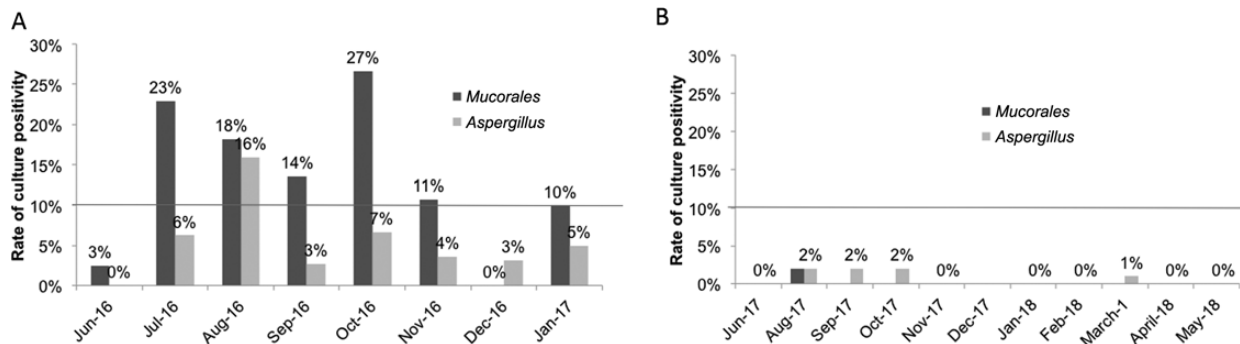 A
Rate of culture positivity
30%
25%
20%
15%
10%
5%
0%
3%
0%
23%
6%
18%
16%
14%
3%
27%
7%
11%
4%
0%
3%
10%
5%
Mucorales
Aspergillus
Jun-16
Jul-16
Aug-16
Sep-16
Oct-16
Nov-16
Dec-16
Jan-17
B
Rate of culture positivity
30%
25%
20%
15%
10%
5%
0%
0%
2%
2%
2%
0%
0%
0%
1%
0%
0%
Mucorales
Aspergillus
Jun-17
Aug-17
Sep-17
Oct-17
Nov-17
Dec-17
Jan-18
Feb-18
March-1
April-18
May-18